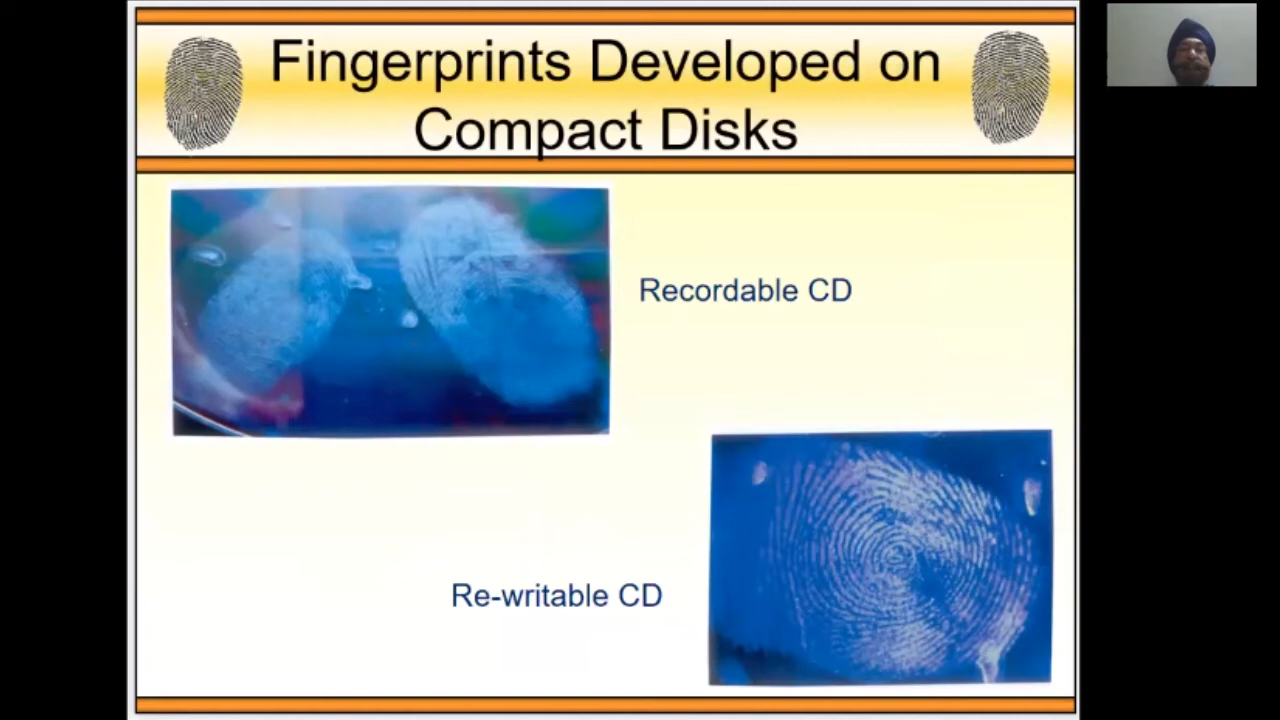 Fingerprints Developed on
Compact Disks
Recordable CD
Re-writable CD